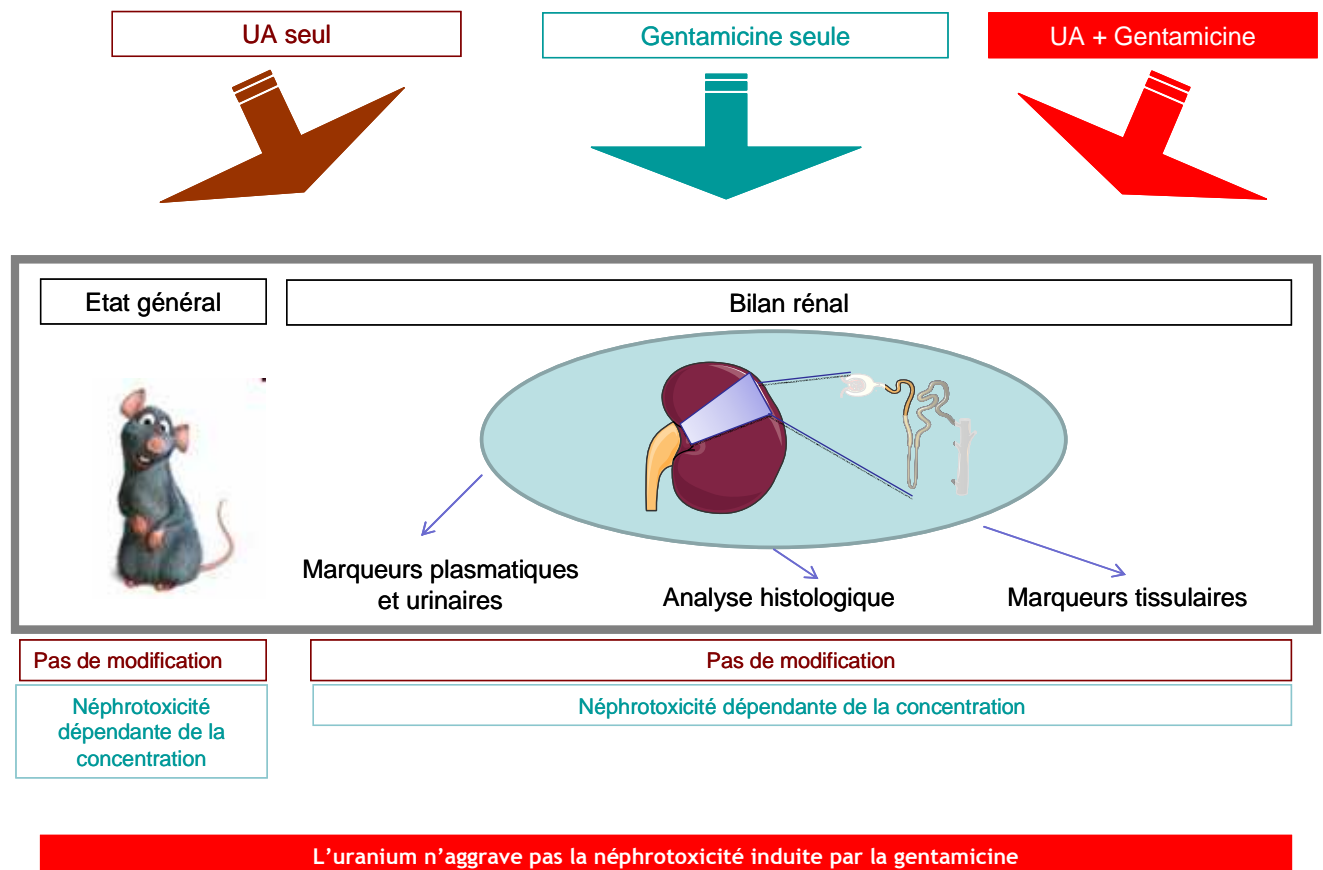 UA seul
Gentamicine seule
UA + Gentamicine
Etat général
Bilan rénal
Marqueurs plasmatiques
et urinaires
Analyse histologique
Marqueurs tissulaires
Pas de modification
Pas de modification
Néphrotoxicité
dépendante de la
concentration
Néphrotoxicité dépendante de la concentration
L'uranium n'aggrave pas la néphrotoxicité induite par la gentamicine